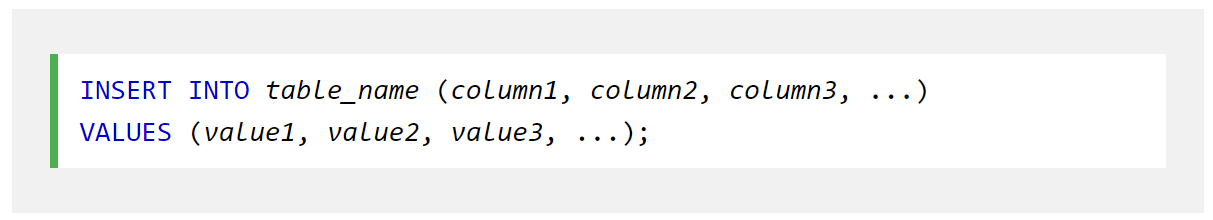 INSERT INTO table_name (column1, column2, column3, ...)
VALUES (value1, value2, value3, ...);